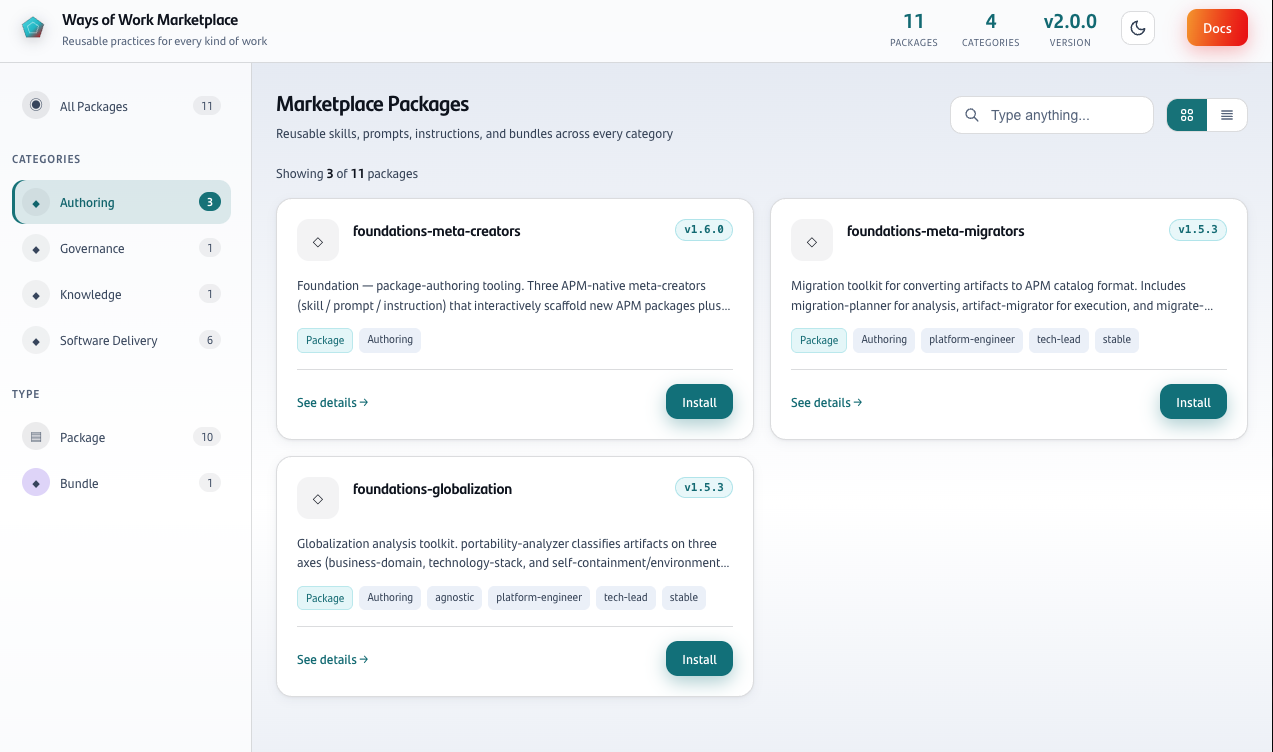 Ways of Work Marketplace
Reusable practices for every kind of work
11
PACKAGES
4
CATEGORIES
v2.0.0
VERSION
Docs
All Packages 11
CATEGORIES
Authoring 3
Governance 1
Knowledge 1
Software Delivery 6
TYPE
Package 10
Bundle 1
Marketplace Packages
Reusable skills, prompts, instructions, and bundles across every category
Type anything...
Showing 3 of 11 packages
foundations-meta-creators v1.6.0
Foundation — package-authoring tooling. Three APM-native meta-creators
(skill / prompt / instruction) that interactively scaffold new APM packages plus...
Package Authoring
See details → Install
foundations-meta-migrators v1.5.3
Migration toolkit for converting artifacts to APM catalog format. Includes
migration-planner for analysis, artifact-migrator for execution, and migrate-...
Package Authoring platform-engineer tech-lead stable
See details → Install
foundations-globalization v1.5.3
Globalization analysis toolkit. portability-analyzer classifies artifacts on three
axes (business-domain, technology-stack, and self-containment/environment...
Package Authoring agnostic platform-engineer tech-lead stable
See details → Install